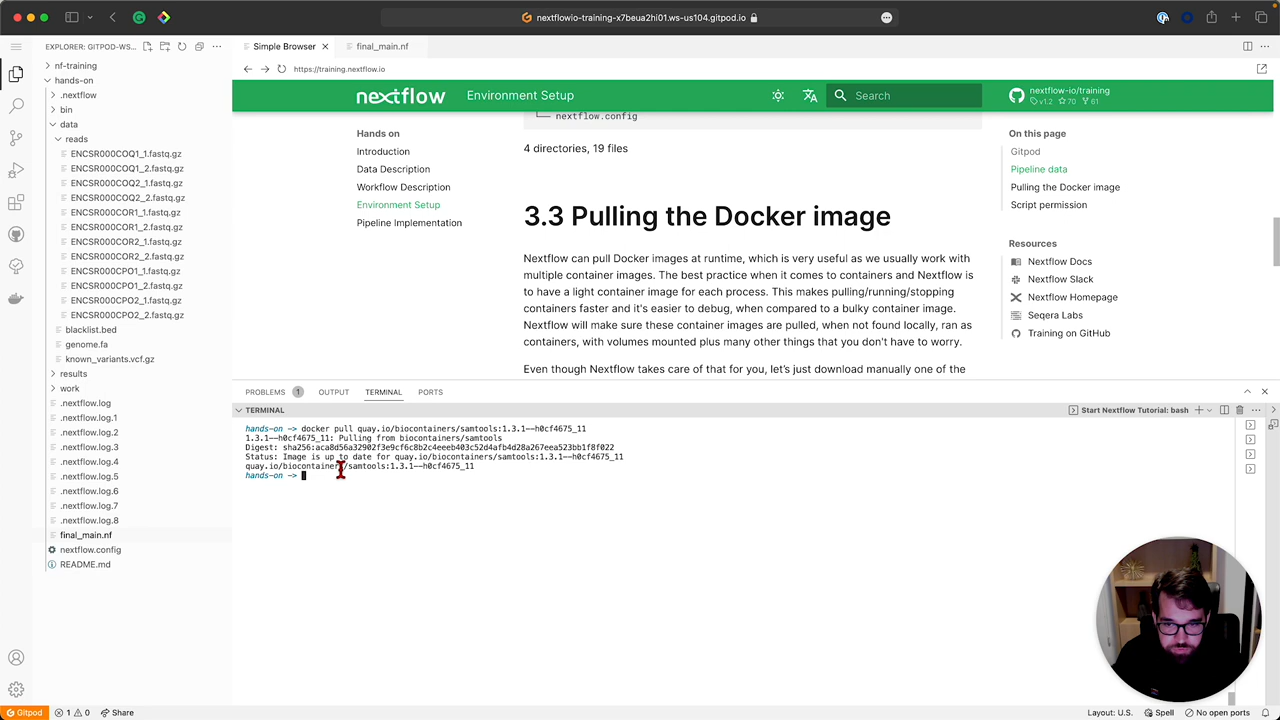 nextflowio-training-x7beua2hi01.ws-us104.gitpod.io
EXPLORER: GITPOD-WS...
nf-training
hands-on
.nextflow
bin
data
reads
ENCSR000COQ1_1.fastq.gz
ENCSR000COQ1_2.fastq.gz
ENCSR000COQ2_1.fastq.gz
ENCSR000COQ2_2.fastq.gz
ENCSR000COR1_1.fastq.gz
ENCSR000COR1_2.fastq.gz
ENCSR000COR2_1.fastq.gz
ENCSR000COR2_2.fastq.gz
ENCSR000CPO1_1.fastq.gz
ENCSR000CPO1_2.fastq.gz
ENCSR000CPO2_1.fastq.gz
ENCSR000CPO2_2.fastq.gz
blacklist.bed
genome.fa
known_variants.vcf.gz
results
work
.nextflow.log
.nextflow.log.1
.nextflow.log.2
.nextflow.log.3
.nextflow.log.4
.nextflow.log.5
.nextflow.log.6
.nextflow.log.7
.nextflow.log.8
final_main.nf
nextflow.config
README.md
Simple Browser
final_main.nf
https://training.nextflow.io
nextflow
Environment Setup
Search
nextflow-io/training
v1.2 70 61
Hands on
Introduction
Data Description
Workflow Description
Environment Setup
Pipeline Implementation
└── nextflow.config
4 directories, 19 files
3.3 Pulling the Docker image
Nextflow can pull Docker images at runtime, which is very useful as we usually work with
multiple container images. The best practice when it comes to containers and Nextflow is
to have a light container image for each process. This makes pulling/running/stopping
containers faster and it's easier to debug, when compared to a bulky container image.
Nextflow will make sure these container images are pulled, when not found locally, ran as
containers, with volumes mounted plus many other things that you don't have to worry.
Even though Nextflow takes care of that for you, let's just download manually one of the
On this page
Gitpod
Pipeline data
Pulling the Docker image
Script permission
Resources
Nextflow Docs
Nextflow Slack
Nextflow Homepage
Seqera Labs
Training on GitHub
PROBLEMS 1
OUTPUT
TERMINAL
PORTS
TERMINAL
Start Nextflow Tutorial: bash
hands-on -> docker pull quay.io/biocontainers/samtools:1.3.1--h0cf4675_11
1.3.1--h0cf4675_11: Pulling from biocontainers/samtools
Digest: sha256:aca8d56a32902f3e9cf6c8b2c4eeeb403c52d4afb4d28a267eea523bb1f8f022
Status: Image is up to date for quay.io/biocontainers/samtools:1.3.1--h0cf4675_11
quay.io/biocontainers/samtools:1.3.1--h0cf4675_11
hands-on ->
Gitpod
1 0
Share
Layout: U.S.
Spell
No open ports